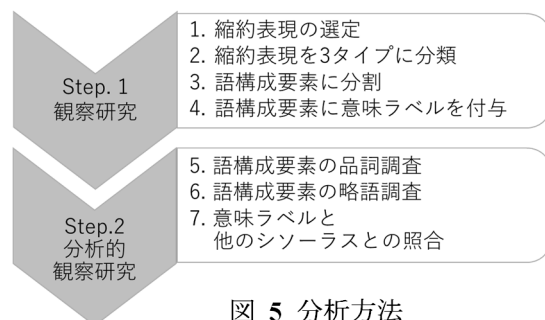 Step. 1
観察研究
1. 縮約表現の選定
2. 縮約表現を3タイプに分類
3. 語構成要素に分割
4. 語構成要素に意味ラベルを付与
Step.2
分析的
観察研究
5. 語構成要素の品詞調査
6. 語構成要素の略語調査
7. 意味ラベルと
他のシソーラスとの照合
図 5 分析方法